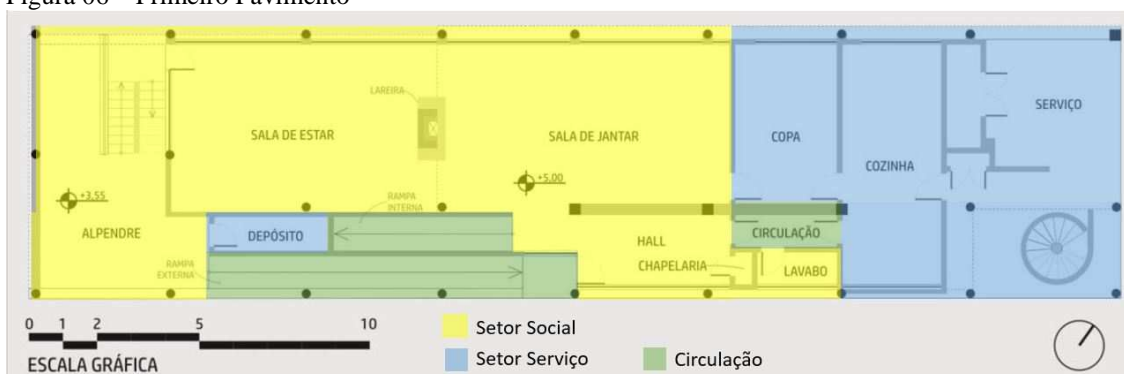 Figura 06 – Primeiro Pavimento
LAREIRA
SALA DE ESTAR
SALA DE JANTAR
COPA
COZINHA
SERVIÇO
+3,55
+5.00
RAMPA
INTERNA
ALPENDRE
DEPÓSITO
HALL
CIRCULAÇÃO
CHAPELARIA
LAVABO
RAMPA
EXTERNA
0 1 2 5 10
ESCALA GRÁFICA
Setor Social
Setor Serviço
Circulação